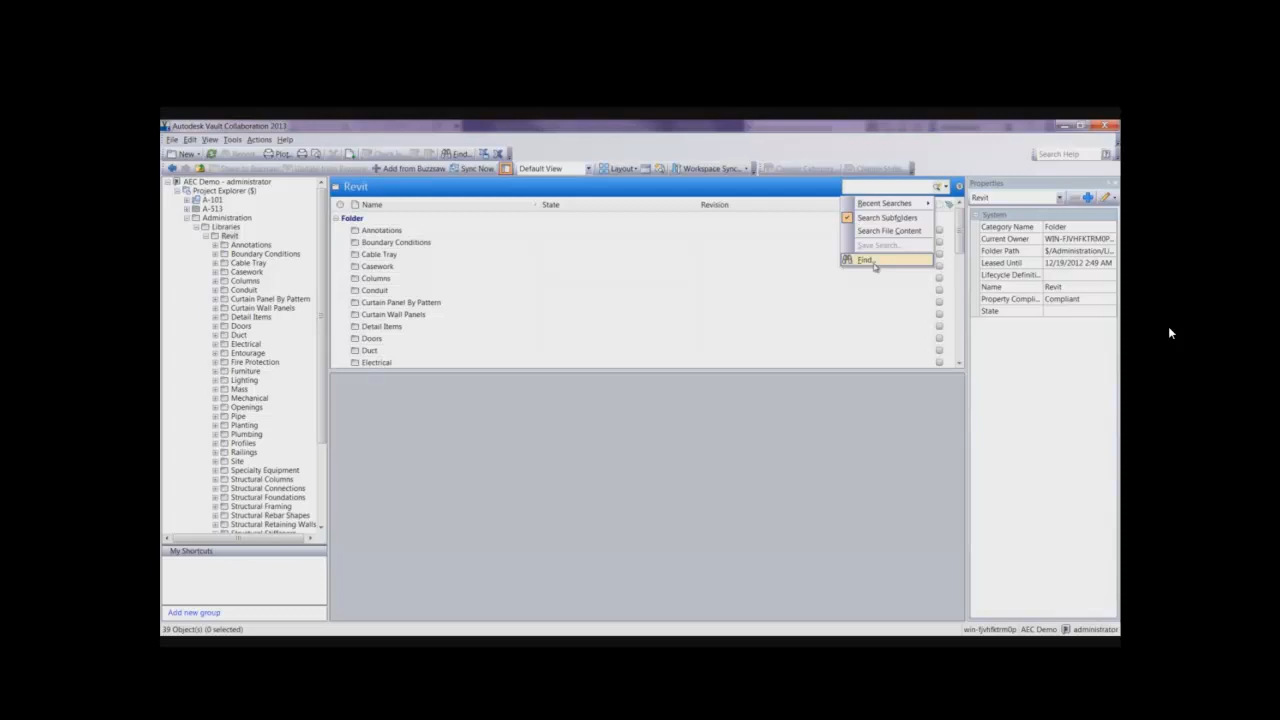 Autodesk Vault Collaboration 2013
File Edit View Tools Actions Help
New Plot... Find... Search Help
Add from Buzzsaw Sync Now Default View Layout Workspace Sync...
AEC Demo - administrator
Project Explorer ($)
A-101
A-513
Administration
Libraries
Revit
Annotations
Boundary Conditions
Cable Tray
Casework
Columns
Conduit
Curtain Panel By Pattern
Curtain Wall Panels
Detail Items
Doors
Duct
Electrical
Entourage
Fire Protection
Furniture
Lighting
Mass
Mechanical
Openings
Pipe
Planting
Plumbing
Profiles
Railings
Site
Specialty Equipment
Structural Columns
Structural Connections
Structural Foundations
Structural Framing
Structural Rebar Shapes
Structural Retaining Walls
My Shortcuts
Add new group
Revit
Name State Revision
Folder
Annotations
Boundary Conditions
Cable Tray
Casework
Columns
Conduit
Curtain Panel By Pattern
Curtain Wall Panels
Detail Items
Doors
Duct
Electrical
Recent Searches
Search Subfolders
Search File Content
Save Search...
Find...
Properties
Revit
System
Category Name Folder
Current Owner WIN-FJVHFKTRM0P...
Folder Path $/Administration/Li...
Leased Until 12/19/2012 2:49 AM
Lifecycle Definiti...
Name Revit
Property Compli... Compliant
State
39 Object(s) (0 selected) win-fjvhfktrm0p AEC Demo administrator